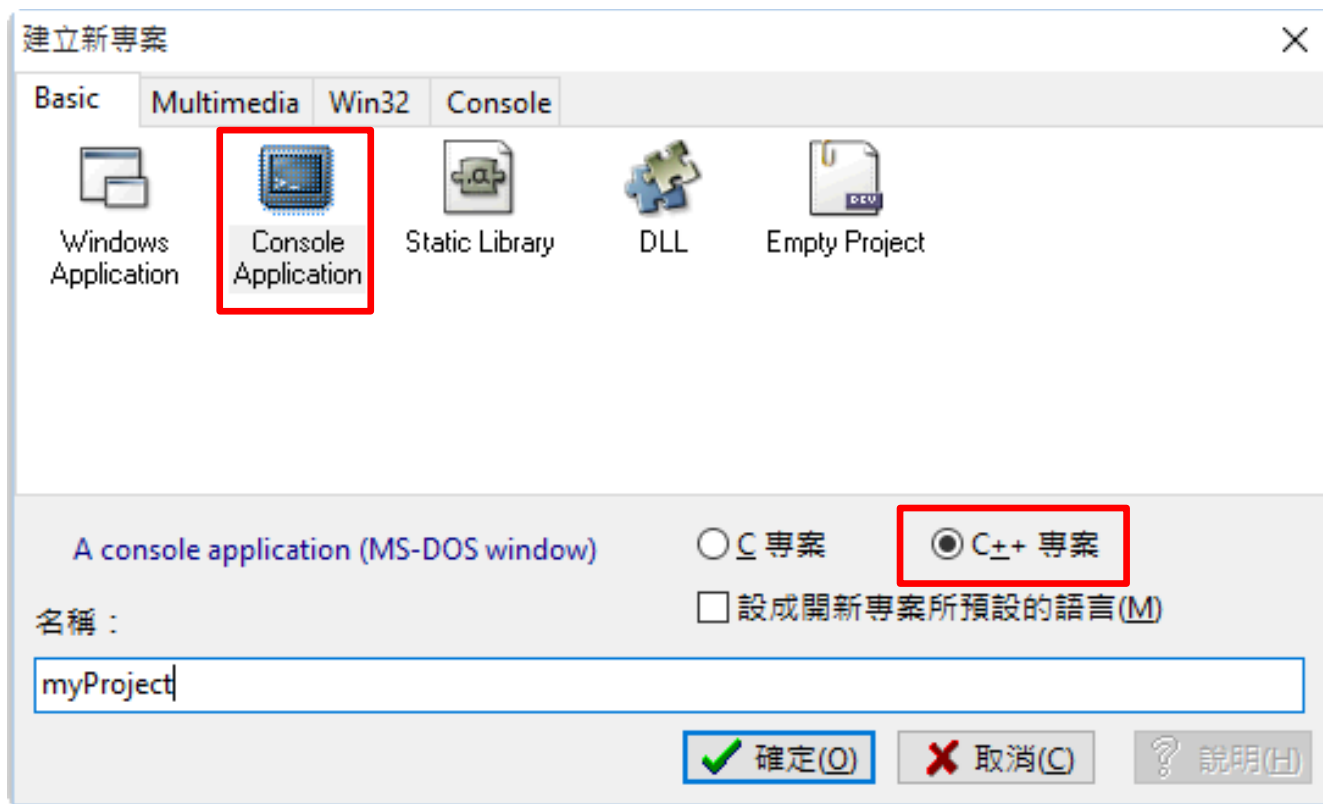 建立新專案
Basic Multimedia Win32 Console
Windows Application
Console Application
Static Library
DLL
Empty Project
A console application (MS-DOS window)
C 專案
C++ 專案
設成開新專案所預設的語言(M)
名稱：
myProject
確定(O)
取消(C)
說明(H)